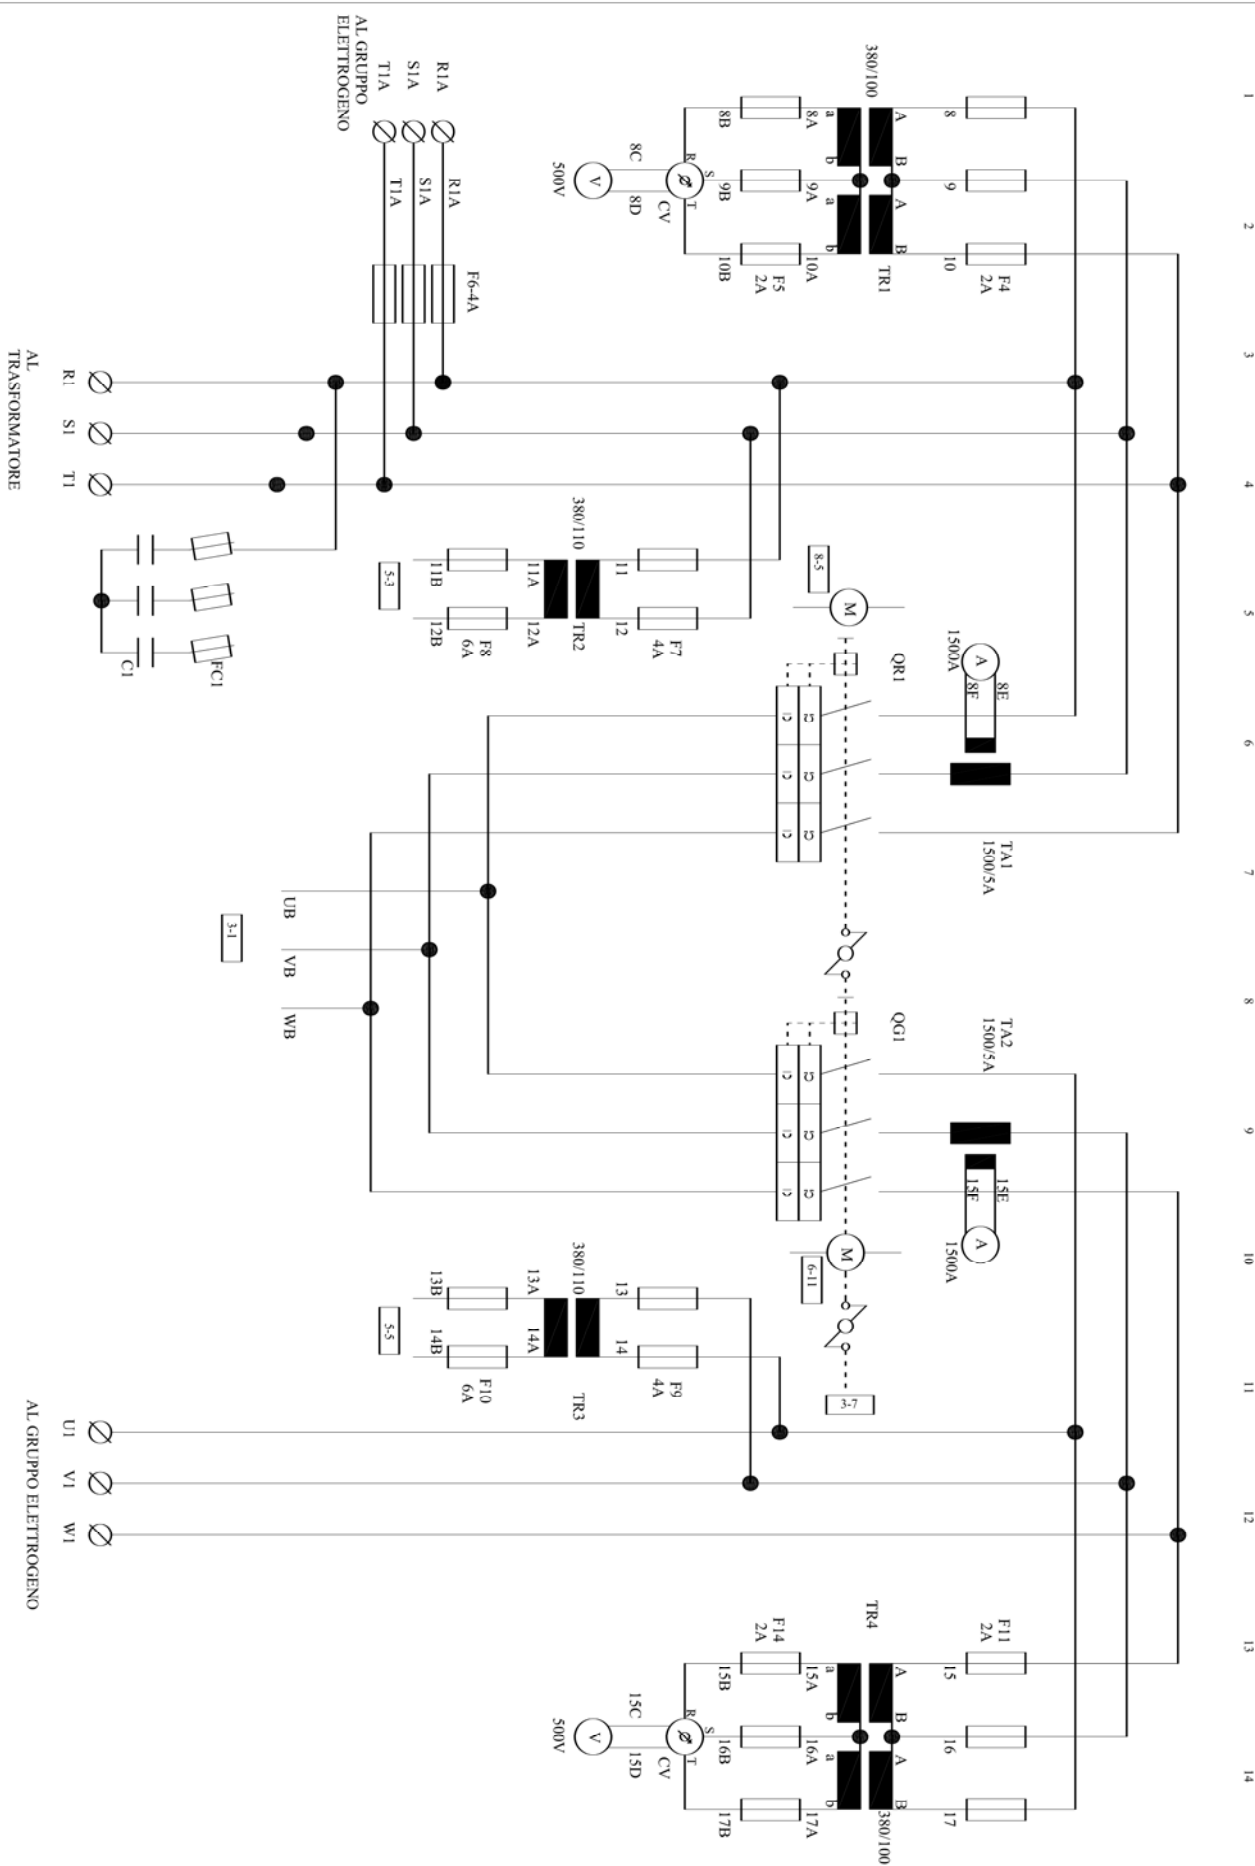 1
2
3
4
5
6
7
8
9
10
11
12
13
14
380/100
TR1
F4
2A
8
9
10
A
B
A
B
a
b
a
b
8A
9A
10A
F5
2A
8B
9B
10B
R
S
T
CV
8C
8D
V
500V
AL GRUPPO
ELETTROGENO
R1A
S1A
T1A
R1A
S1A
T1A
F6-4A
AL
TRASFORMATORE
R1
S1
T1
FC1
C1
380/110
TR2
F7
4A
11
12
11A
12A
F8
6A
11B
12B
5-3
8-5
M
QR1
A
1500A
8E
8F
TA1
1500/5A
UB
VB
WB
3-1
QG1
TA2
1500/5A
15E
15F
A
1500A
M
6-11
3-7
380/110
TR3
F9
4A
13
14
13A
14A
F10
6A
13B
14B
5-5
AL GRUPPO ELETTROGENO
U1
V1
W1
TR4
380/100
F11
2A
15
16
17
A
B
A
B
a
b
a
b
15A
16A
17A
F14
2A
15B
16B
17B
R
S
T
CV
15C
15D
V
500V